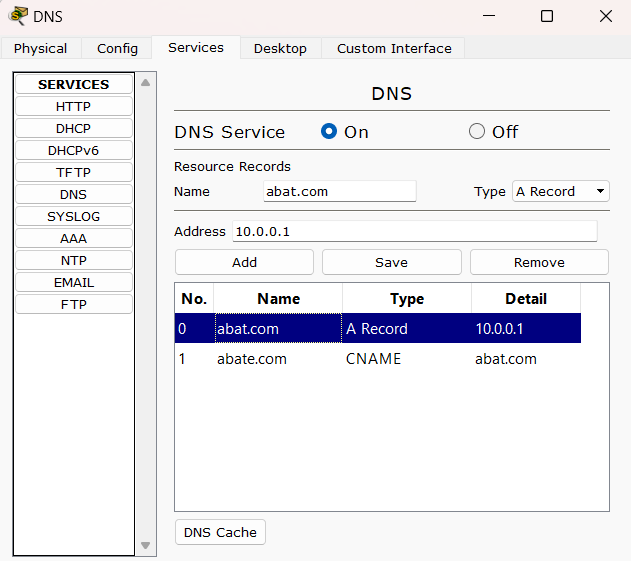 DNS
Physical Config Services Desktop Custom Interface
SERVICES
HTTP
DHCP
DHCPv6
TFTP
DNS
SYSLOG
AAA
NTP
EMAIL
FTP
DNS
DNS Service On Off
Resource Records
Name abat.com Type A Record
Address 10.0.0.1
Add Save Remove
No. Name Type Detail
0 abat.com A Record 10.0.0.1
1 abate.com CNAME abat.com
DNS Cache